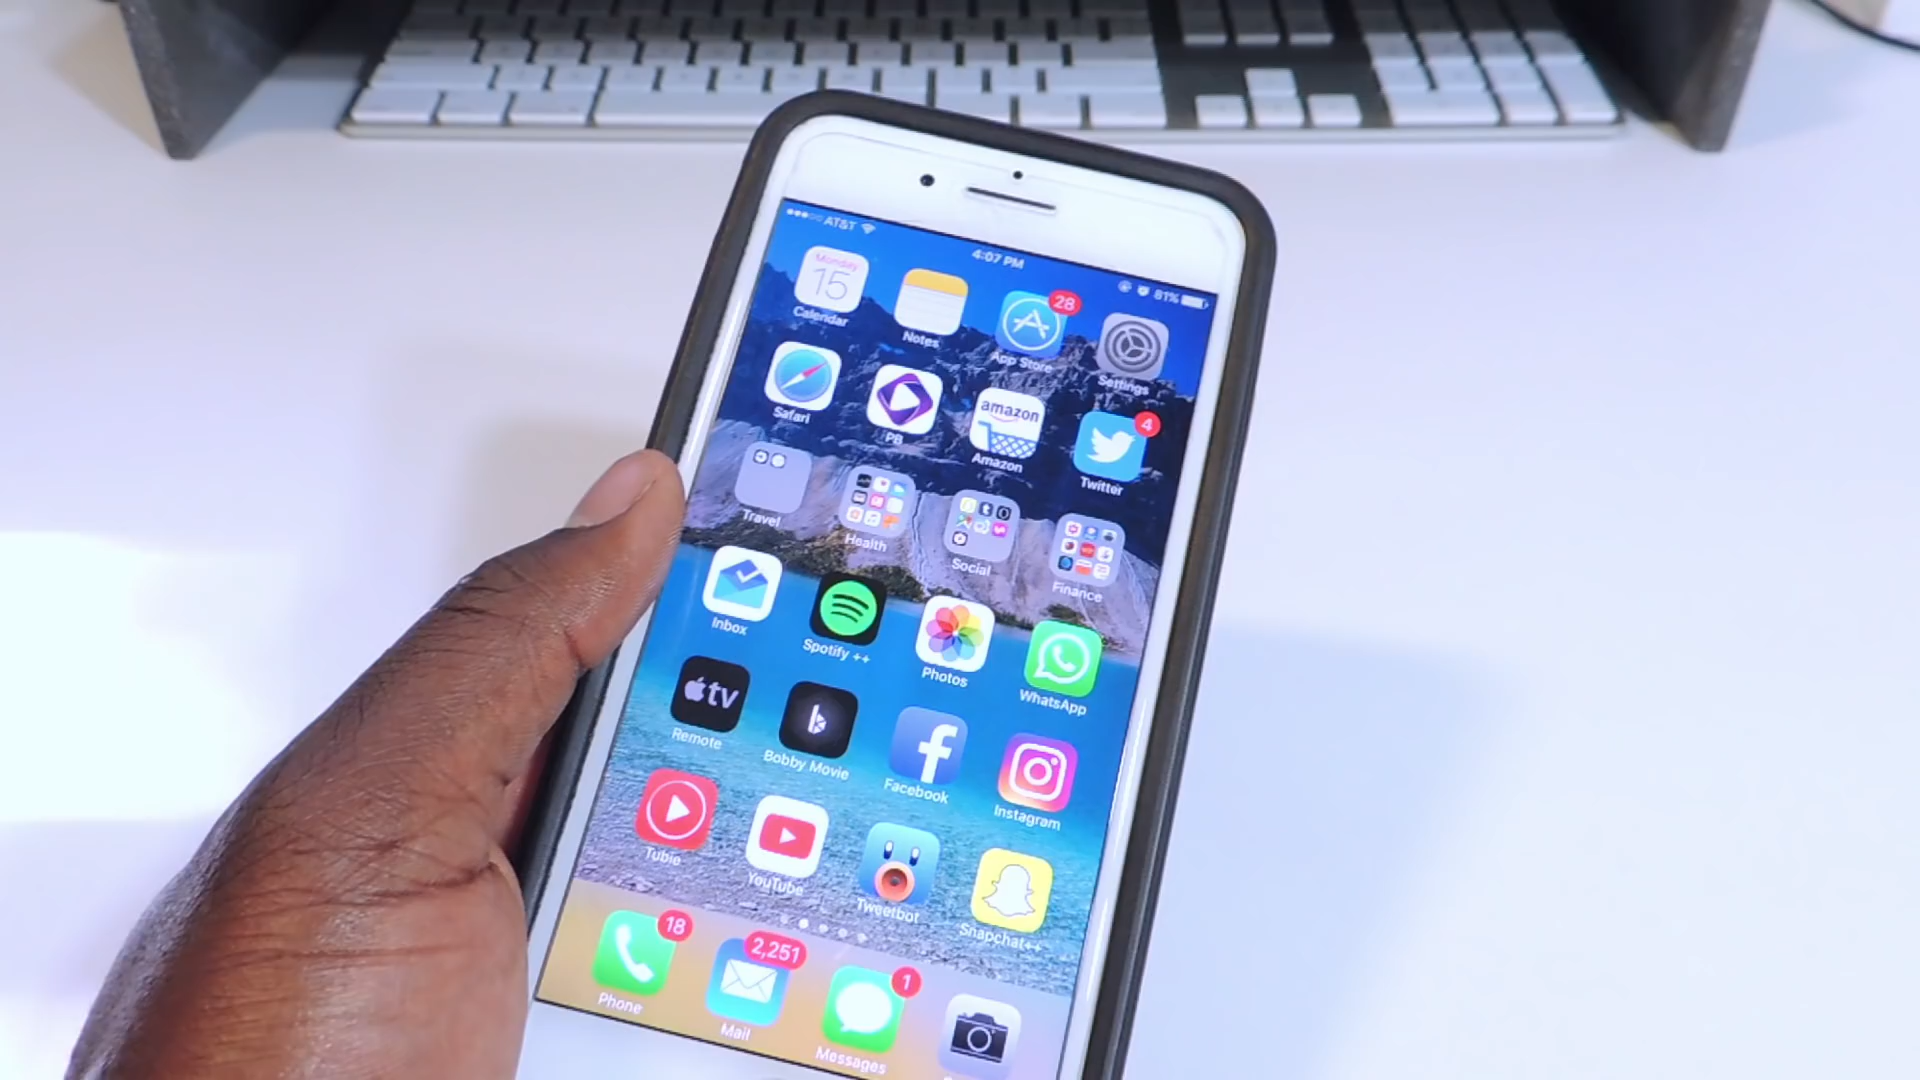 AT&T 4:07 PM 81%
Monday
15
28
Calendar Notes App Store Settings
amazon
4
Safari PB Amazon Twitter
Travel Health Social Finance
Inbox Spotify ++ Photos WhatsApp
tv
Remote Bobby Movie Facebook Instagram
Tubie YouTube Tweetbot Snapchat++
18 2,251 1
Phone Mail Messages